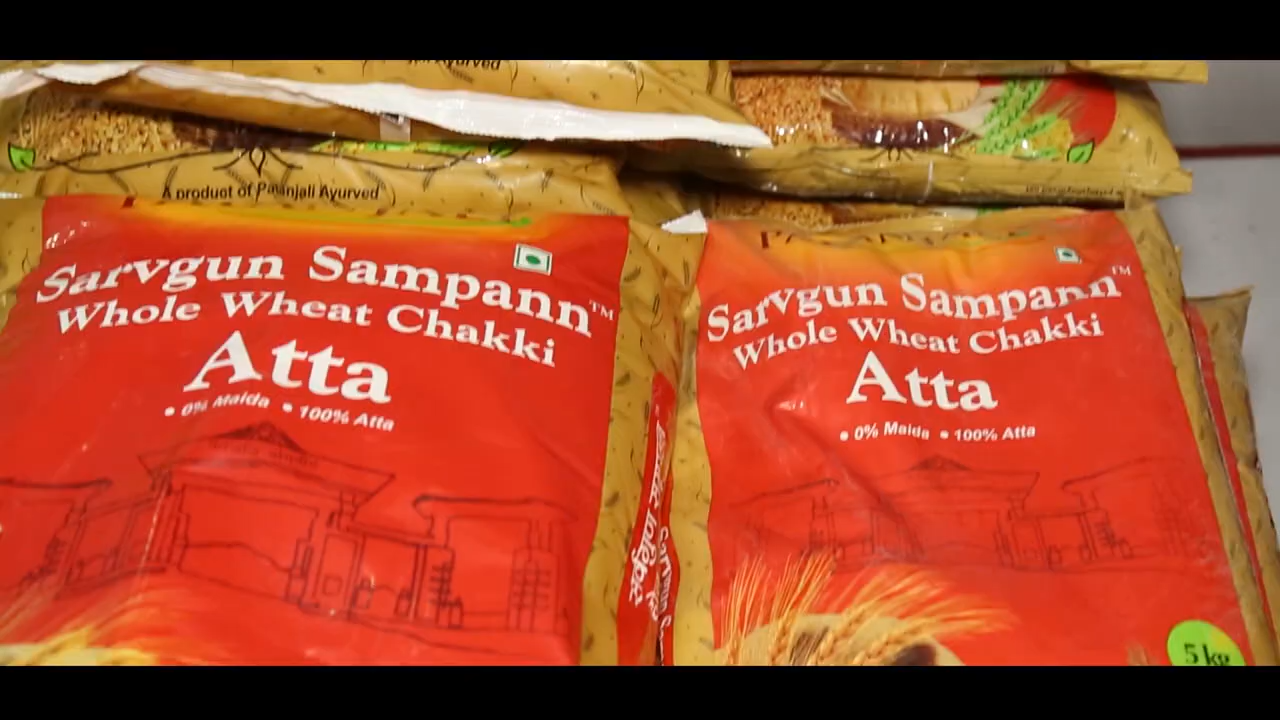 A product of Patanjali Ayurved
Sarvgun Sampann™
Whole Wheat Chakki
Atta
• 0% Maida • 100% Atta
Sarvgun Sampann™
Whole Wheat Chakki
Atta
• 0% Maida • 100% Atta
5 kg